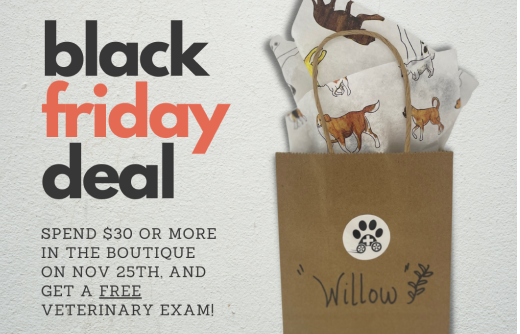 black
friday
deal
SPEND $30 OR MORE
IN THE BOUTIQUE
ON NOV 25TH, AND
GET A FREE
VETERINARY EXAM!
"Willow"